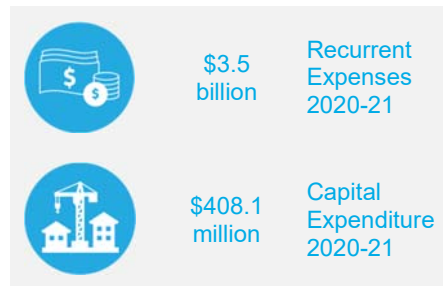 $3.5
billion
Recurrent
Expenses
2020-21
$408.1
million
Capital
Expenditure
2020-21